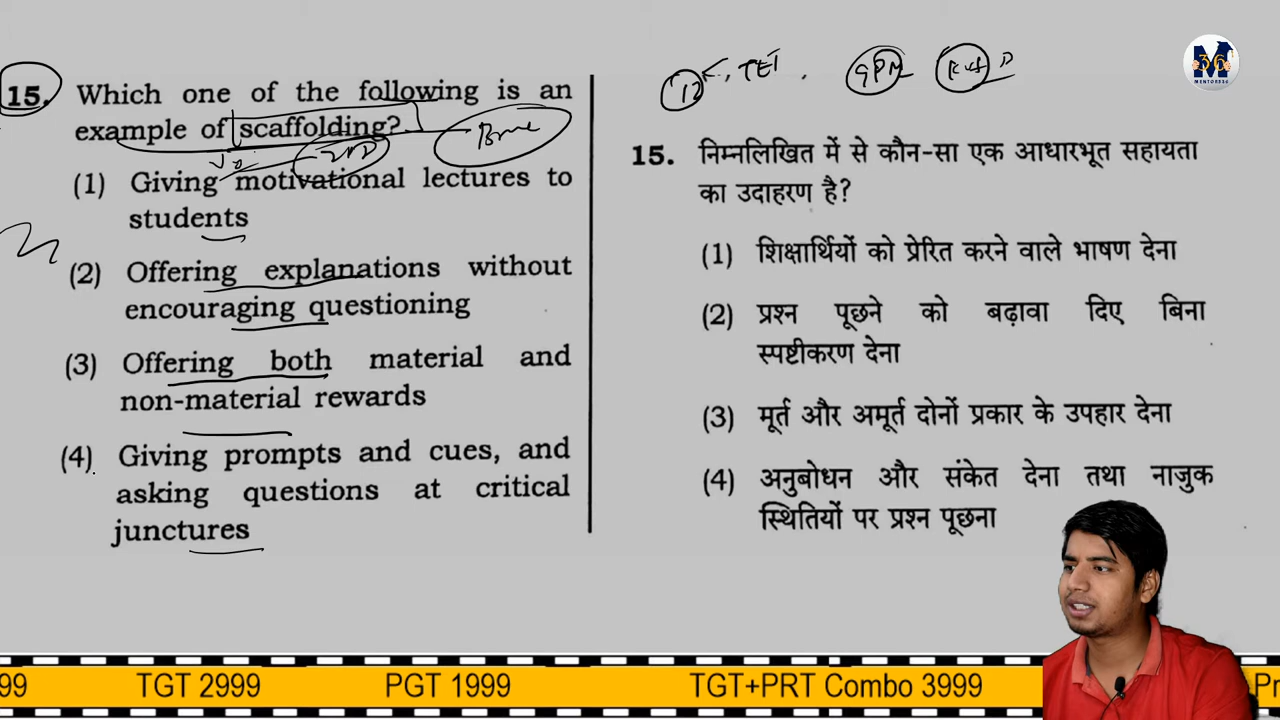 15. Which one of the following is an
example of scaffolding?
(1) Giving motivational lectures to
students
(2) Offering explanations without
encouraging questioning
(3) Offering both material and
non-material rewards
(4) Giving prompts and cues, and
asking questions at critical
junctures
TET
M36
MENTORS36
15. निम्नलिखित में से कौन-सा एक आधारभूत सहायता
का उदाहरण है?
(1) शिक्षार्थियों को प्रेरित करने वाले भाषण देना
(2) प्रश्न पूछने को बढ़ावा दिए बिना
स्पष्टीकरण देना
(3) मूर्त और अमूर्त दोनों प्रकार के उपहार देना
(4) अनुबोधन और संकेत देना तथा नाजुक
स्थितियों पर प्रश्न पूछना
99 TGT 2999 PGT 1999 TGT+PRT Combo 3999 Pr